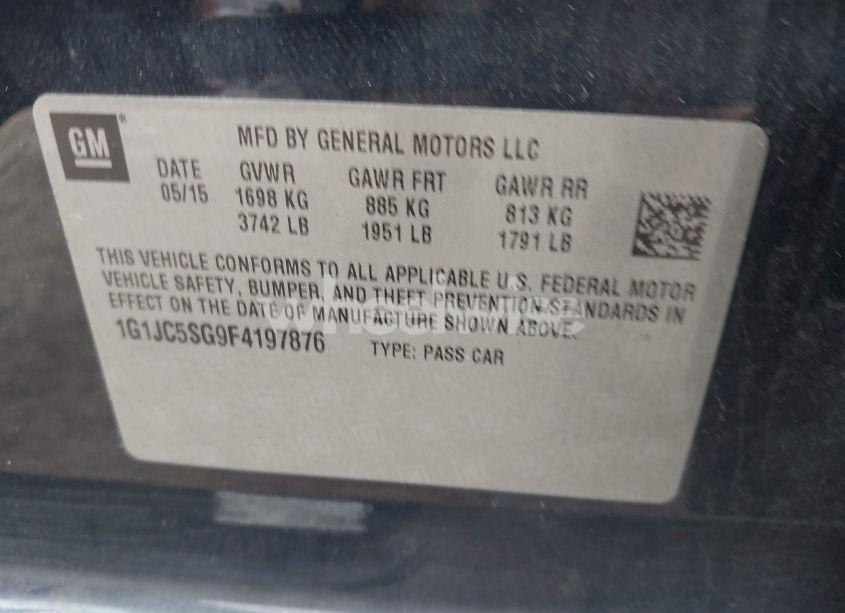 GM®
MFD BY GENERAL MOTORS LLC
DATE GVWR GAWR FRT GAWR RR
05/15 1698 KG 885 KG 813 KG
3742 LB 1951 LB 1791 LB
THIS VEHICLE CONFORMS TO ALL APPLICABLE U.S. FEDERAL MOTOR
VEHICLE SAFETY, BUMPER, AND THEFT PREVENTION STANDARDS IN
EFFECT ON THE DATE OF MANUFACTURE SHOWN ABOVE.
1G1JC5SG9F4197876 TYPE: PASS CAR